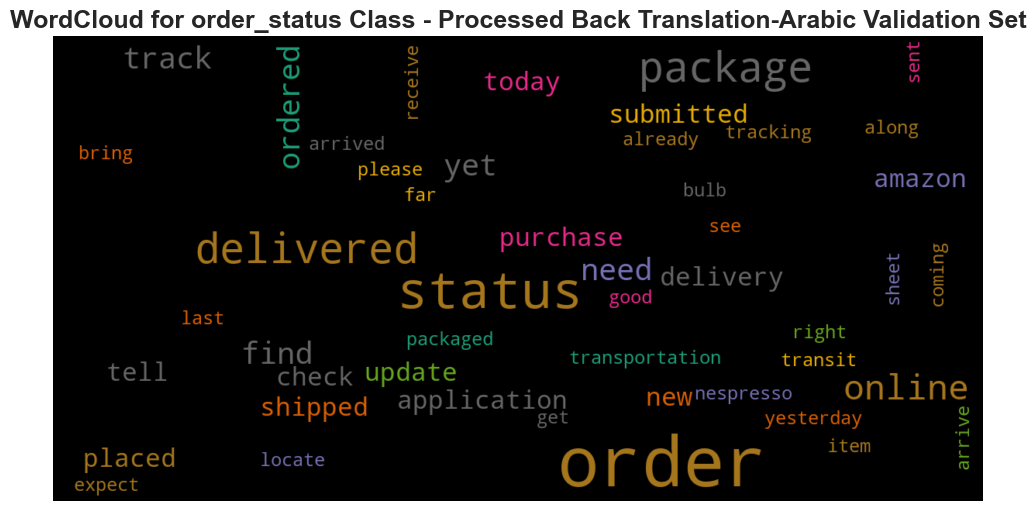 WordCloud for order_status Class - Processed Back Translation-Arabic Validation Set
track
ordered
receive
today
package
sent
submitted
already
tracking
along
bring
arrived
please
yet
far
bulb
amazon
see
purchase
delivered
need
delivery
sheet
coming
status
good
last
packaged
right
find
transportation
transit
tell
check
update
online
application
new
nespresso
shipped
get
yesterday
arrive
placed
locate
order
item
expect